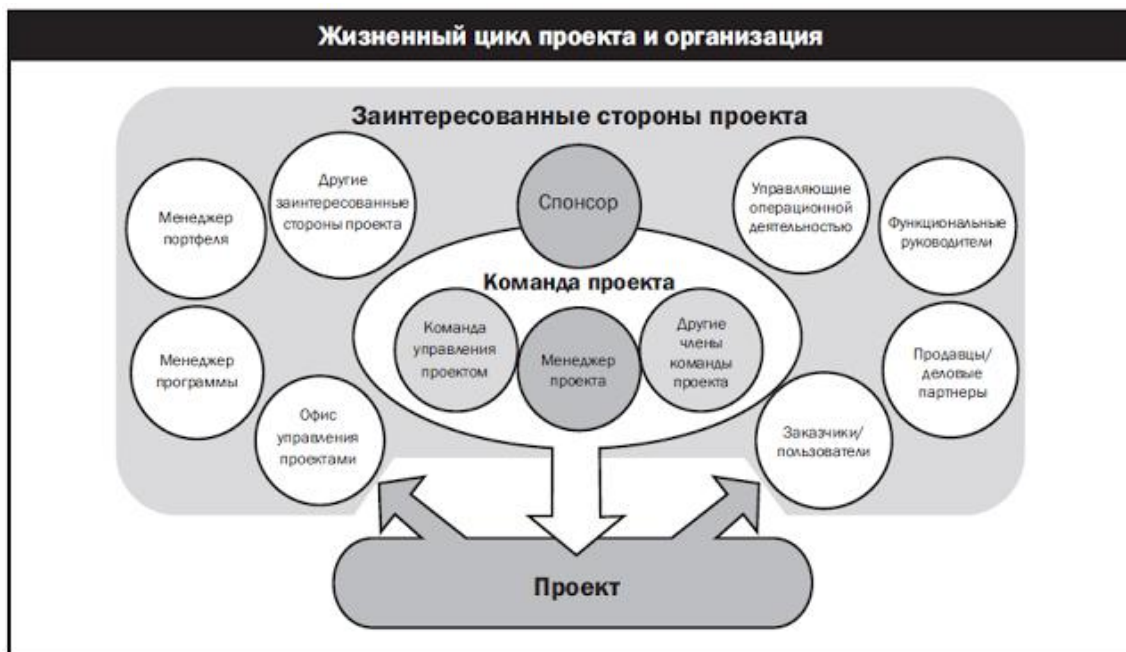 Жизненный цикл проекта и организация
Заинтересованные стороны проекта
Менеджер
портфеля
Другие
заинтересованные
стороны проекта
Спонсор
Управляющие
операционной
деятельностью
Функциональные
руководители
Команда проекта
Команда
управления
проектом
Менеджер
проекта
Другие
члены
команды
проекта
Менеджер
программы
Офис
управления
проектами
Заказчики/
пользователи
Продавцы/
деловые
партнеры
Проект